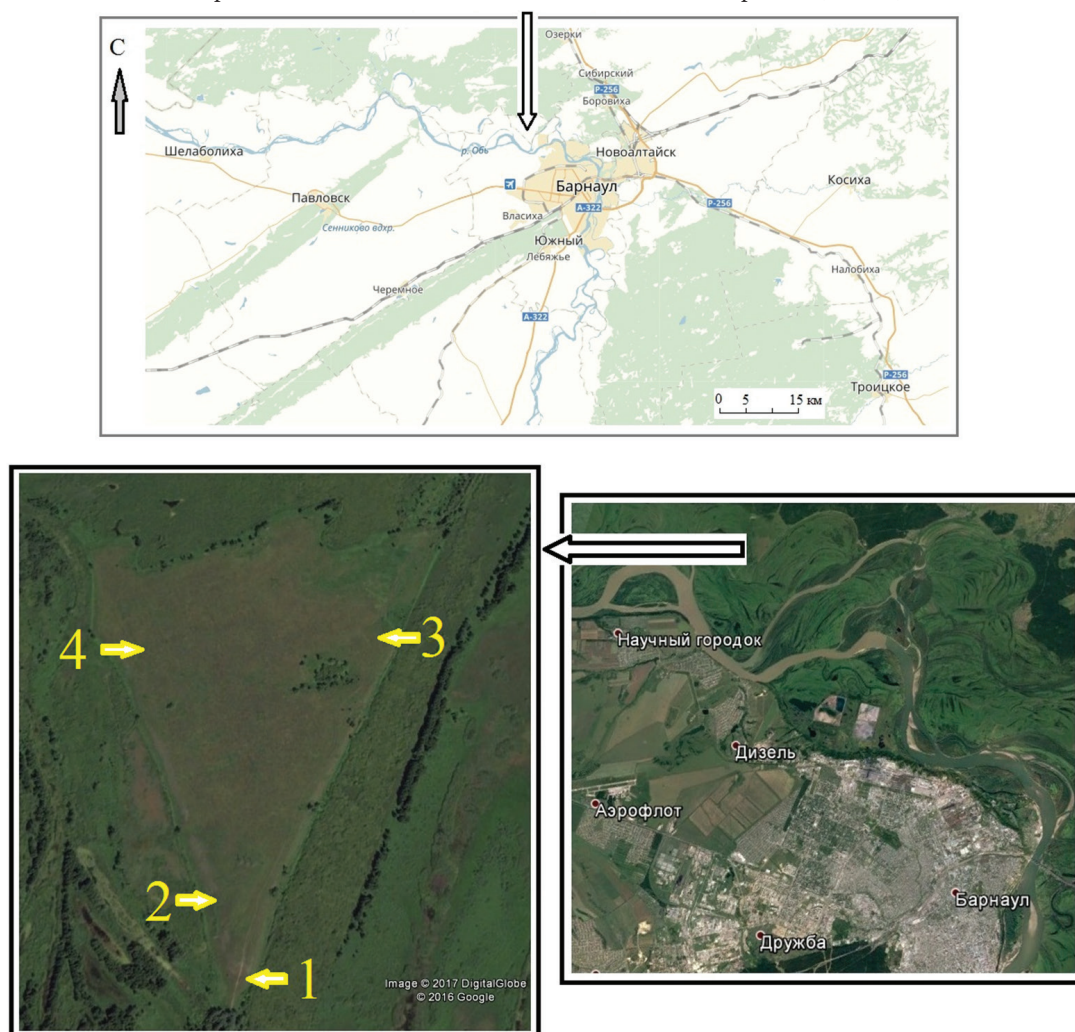 С
Озерки
Сибирский
Р-256
Боровиха
Шелаболиха
р. Обь
Новоалтайск
Павловск
Барнаул
Косиха
А-322
Р-256
Власиха
Сенниково вдхр.
Южный
Лебяжье
Налобиха
Черемное
А-322
Р-256
Троицкое
0 5 15 км
4
3
2
1
Image © 2017 DigitalGlobe
© 2016 Google
Научный городок
Дизель
Аэрофлот
Барнаул
Дружба